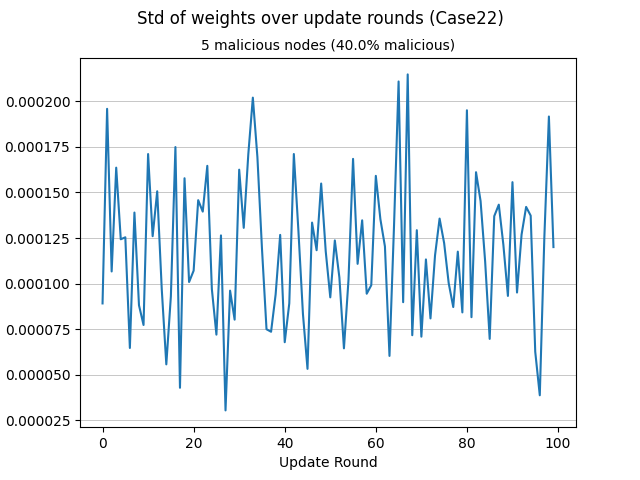 Std of weights over update rounds (Case22)
5 malicious nodes (40.0% malicious)
0.000200
0.000175
0.000150
0.000125
0.000100
0.000075
0.000050
0.000025
0 20 40 60 80 100
Update Round